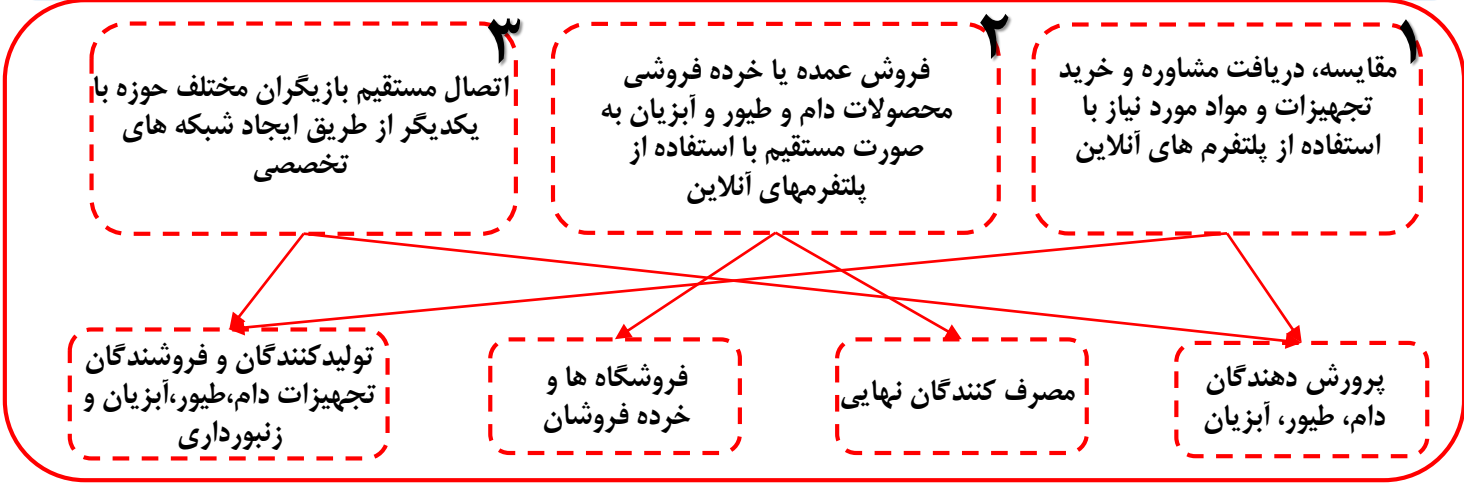 ۱
مقایسه، دریافت مشاوره و خرید
تجهیزات و مواد مورد نیاز با
استفاده از پلتفرم های آنلاین
۲
فروش عمده یا خرده فروشی
محصولات دام و طیور و آبزیان به
صورت مستقیم با استفاده از
پلتفرمهای آنلاین
۳
اتصال مستقیم بازیگران مختلف حوزه با
یکدیگر از طریق ایجاد شبکه های
تخصصی
پرورش دهندگان
دام، طیور، آبزیان
مصرف کنندگان نهایی
فروشگاه ها و
خرده فروشان
تولیدکنندگان و فروشندگان
تجهیزات دام،طیور،آبزیان و
زنبورداری